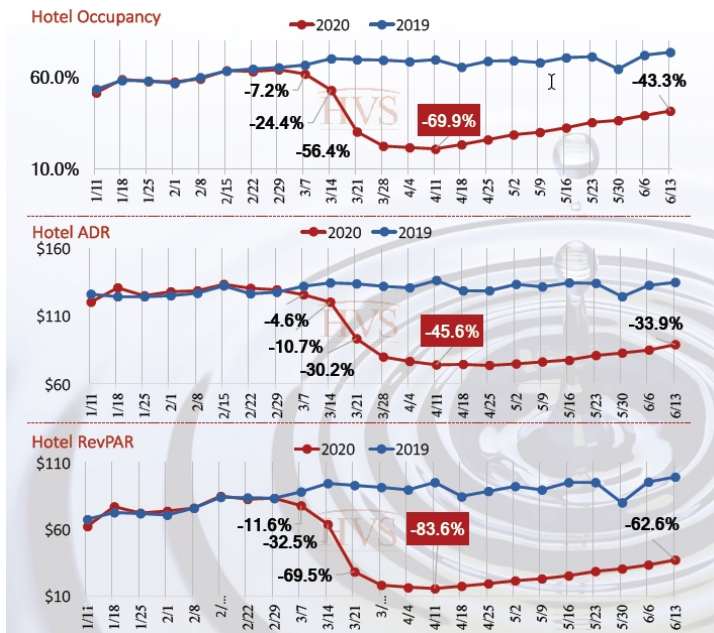 Hotel Occupancy
2020 2019
60.0%
10.0%
-7.2%
-24.4%
-56.4%
-69.9%
-43.3%
HVS
1/11 1/18 1/25 2/1 2/8 2/15 2/22 2/29 3/7 3/14 3/21 3/28 4/4 4/11 4/18 4/25 5/2 5/9 5/16 5/23 5/30 6/6 6/13
Hotel ADR
2020 2019
$160
$110
$60
-4.6%
-10.7%
-30.2%
-45.6%
-33.9%
HVS
1/11 1/18 1/25 2/1 2/8 2/15 2/22 2/29 3/7 3/14 3/21 3/28 4/4 4/11 4/18 4/25 5/2 5/9 5/16 5/23 5/30 6/6 6/13
Hotel RevPAR
2020 2019
$110
$60
$10
-11.6%
-32.5%
-69.5%
-83.6%
-62.6%
HVS
1/11 1/18 1/25 2/1 2/8 2/... 2/22 2/29 3/7 3/14 3/21 3/... 4/4 4/11 4/18 4/25 5/2 5/9 5/16 5/23 5/30 6/6 6/13